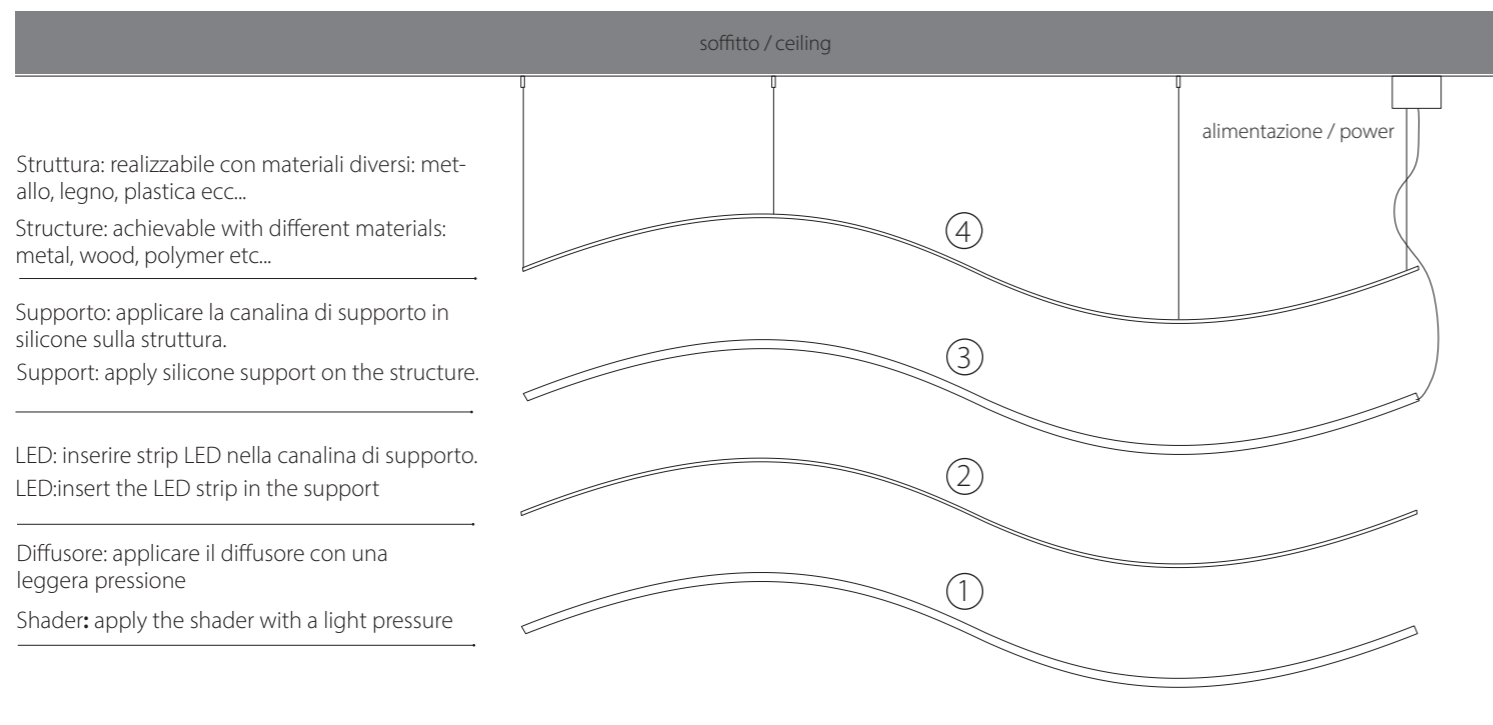 soffitto / ceiling
alimentazione / power
Struttura: realizzabile con materiali diversi: met-
allo, legno, plastica ecc...
Structure: achievable with different materials:
metal, wood, polymer etc...
4
Supporto: applicare la canalina di supporto in
silicone sulla struttura.
Support: apply silicone support on the structure.
3
LED: inserire strip LED nella canalina di supporto.
LED:insert the LED strip in the support
2
Diffusore: applicare il diffusore con una
leggera pressione
Shader: apply the shader with a light pressure
1